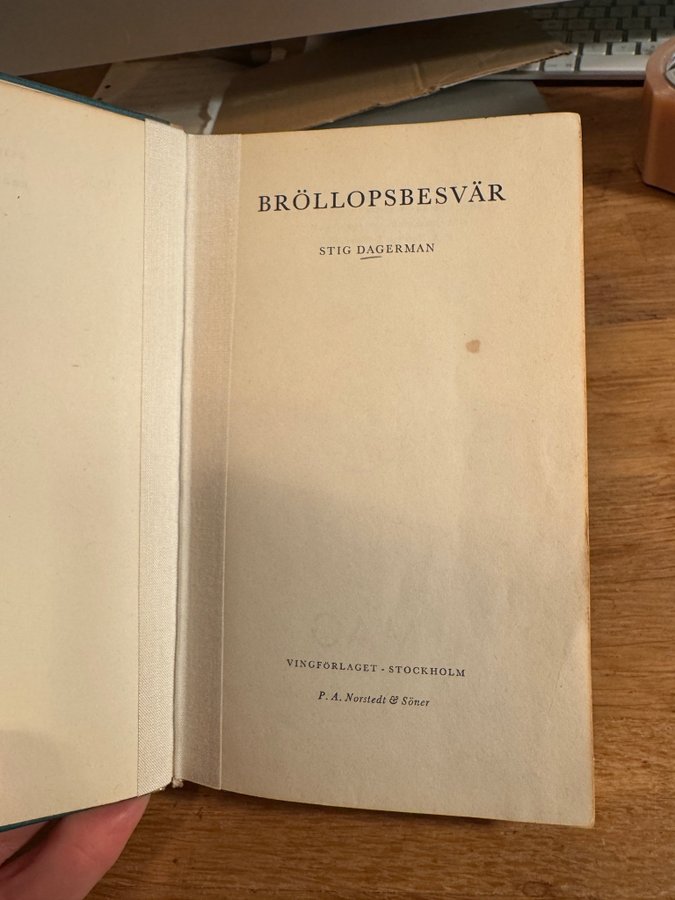 BRÖLLOPSBESVÄR
STIG DAGERMAN
VINGFÖRLAGET - STOCKHOLM
P. A. Norstedt & Söner